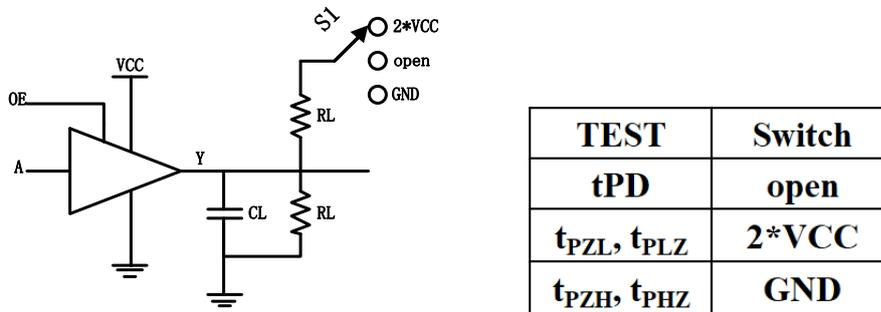 S1
2*VCC
open
GND
VCC
OE
RL
A
Y
CL
RL
TEST Switch
tPD open
tPZL, tPLZ 2*VCC
tPZH, tPHZ GND